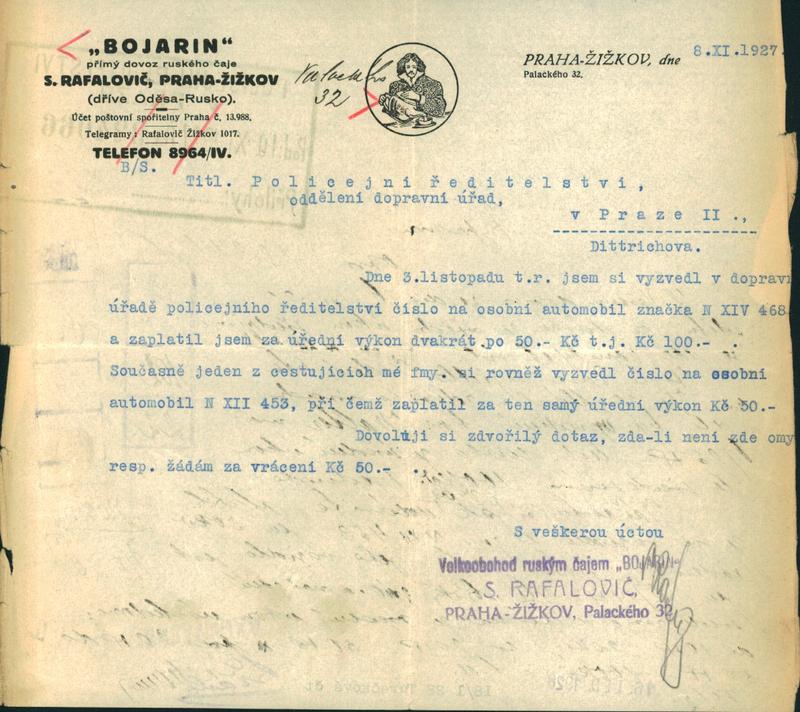 „BOJARIN“
přímý dovoz ruského čaje
S. RAFALOVIČ, PRAHA-ŽIŽKOV
(dříve Oděsa-Rusko).
Účet poštovní spořitelny Praha č. 13.988.
Telegramy: Rafalovič Žižkov 1017.
TELEFON 8964/IV.
Palackého
32
PRAHA-ŽIŽKOV, dne 8.XI.1927.
Palackého 32.
B/S.
Titl. Policejní ředitelství,
oddělení dopravní úřad,
v Praze II.,
Dittrichova.
Dne 3.listopadu t.r. jsem si vyzvedl v dopravn
úřadě policejního ředitelství číslo na osobní automobil značka N XIV 468
a zaplatil jsem za úřední výkon dvakrát po 50.- Kč t.j. Kč 100.- .
Současně jeden z cestujících mé fmy. si rovněž vyzvedl číslo na osobní
automobil N XII 453, při čemž zaplatil za ten samý úřední výkon Kč 50.-
Dovoluji si zdvořilý dotaz, zda-li není zde omy
resp. žádám za vrácení Kč 50.- .
S veškerou úctou
Velkoobchod ruským čajem „BOJARIN“
S. RAFALOVIČ,
PRAHA-ŽIŽKOV, Palackého 32